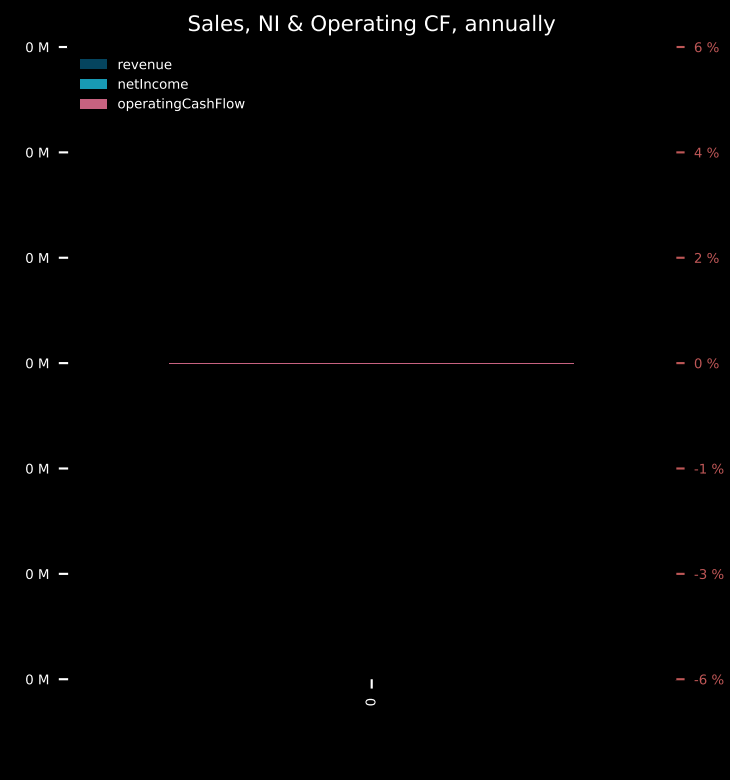 Sales, NI & Operating CF, annually
0 M
6 %
revenue
netIncome
operatingCashFlow
0 M
4 %
0 M
2 %
0 M
0 %
0 M
-1 %
0 M
-3 %
0 M
-6 %
0